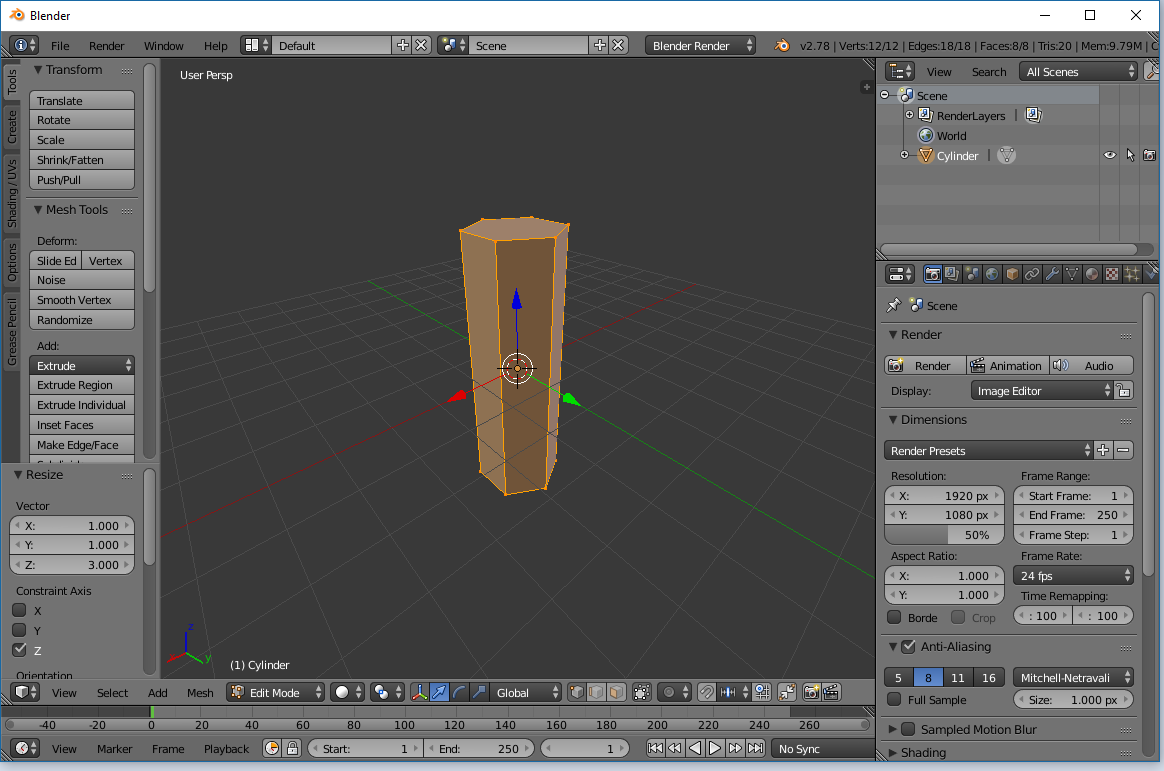 Blender
File Render Window Help Default Scene Blender Render v2.78 | Verts:12/12 | Edges:18/18 | Faces:8/8 | Tris:20 | Mem:9.79M | C
Tools
Create
Shading / UVs
Options
Grease Pencil
Transform
Translate
Rotate
Scale
Shrink/Fatten
Push/Pull
Mesh Tools
Deform:
Slide Ed Vertex
Noise
Smooth Vertex
Randomize
Add:
Extrude
Extrude Region
Extrude Individual
Inset Faces
Make Edge/Face
Resize
Vector
X: 1.000
Y: 1.000
Z: 3.000
Constraint Axis
X
Y
Z
Orientation
User Persp
z
x
y
(1) Cylinder
View Select Add Mesh Edit Mode Global
-40 -20 0 20 40 60 80 100 120 140 160 180 200 220 240 260
View Marker Frame Playback Start: 1 End: 250 1 No Sync
View Search All Scenes
Scene
RenderLayers |
World
Cylinder |
Scene
Render
Render Animation Audio
Display: Image Editor
Dimensions
Render Presets
Resolution: Frame Range:
X: 1920 px Start Frame: 1
Y: 1080 px End Frame: 250
50% Frame Step: 1
Aspect Ratio: Frame Rate:
X: 1.000 24 fps
Y: 1.000 Time Remapping:
Borde Crop : 100 : 100
Anti-Aliasing
5 8 11 16 Mitchell-Netravali
Full Sample Size: 1.000 px
Sampled Motion Blur
Shading